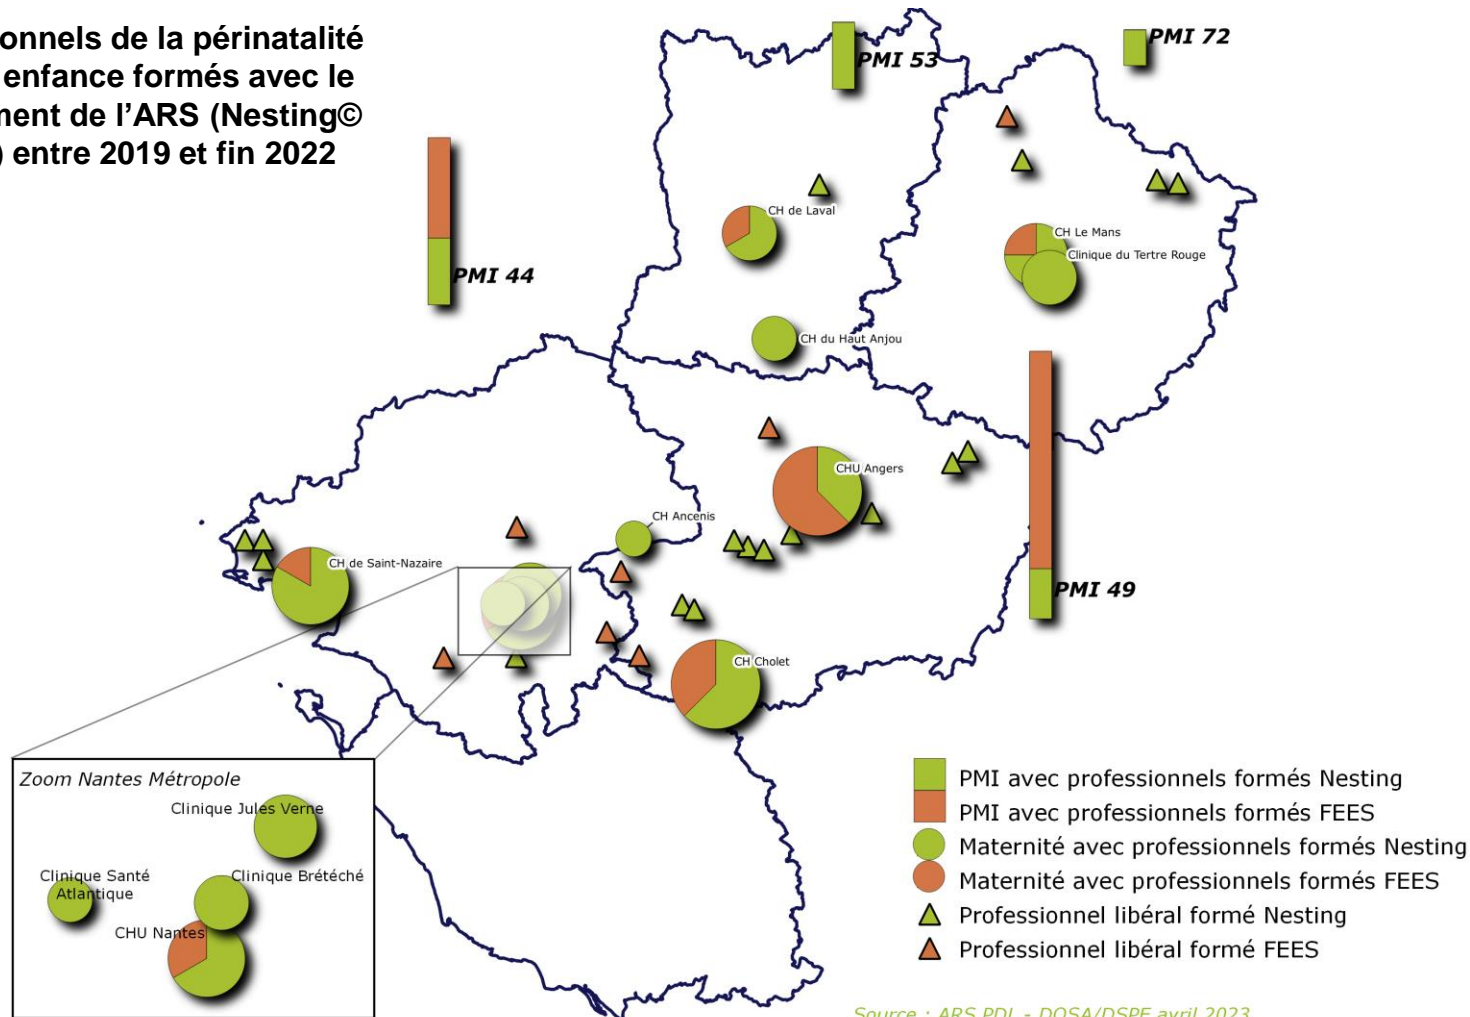 onnels de la périnatalité
enfance formés avec le
ment de l'ARS (Nesting©
) entre 2019 et fin 2022
PMI 53
PMI 72
PMI 44
CH de Laval
CH Le Mans
Clinique du Tertre Rouge
CH du Haut Anjou
CHU Angers
CH Ancenis
CH de Saint-Nazaire
PMI 49
CH Cholet
Zoom Nantes Métropole
Clinique Jules Verne
Clinique Santé
Atlantique
Clinique Brétéché
CHU Nantes
PMI avec professionnels formés Nesting
PMI avec professionnels formés FEES
Maternité avec professionnels formés Nesting
Maternité avec professionnels formés FEES
Professionnel libéral formé Nesting
Professionnel libéral formé FEES
Source : ARS PDL - DOSA/DSPE avril 2023